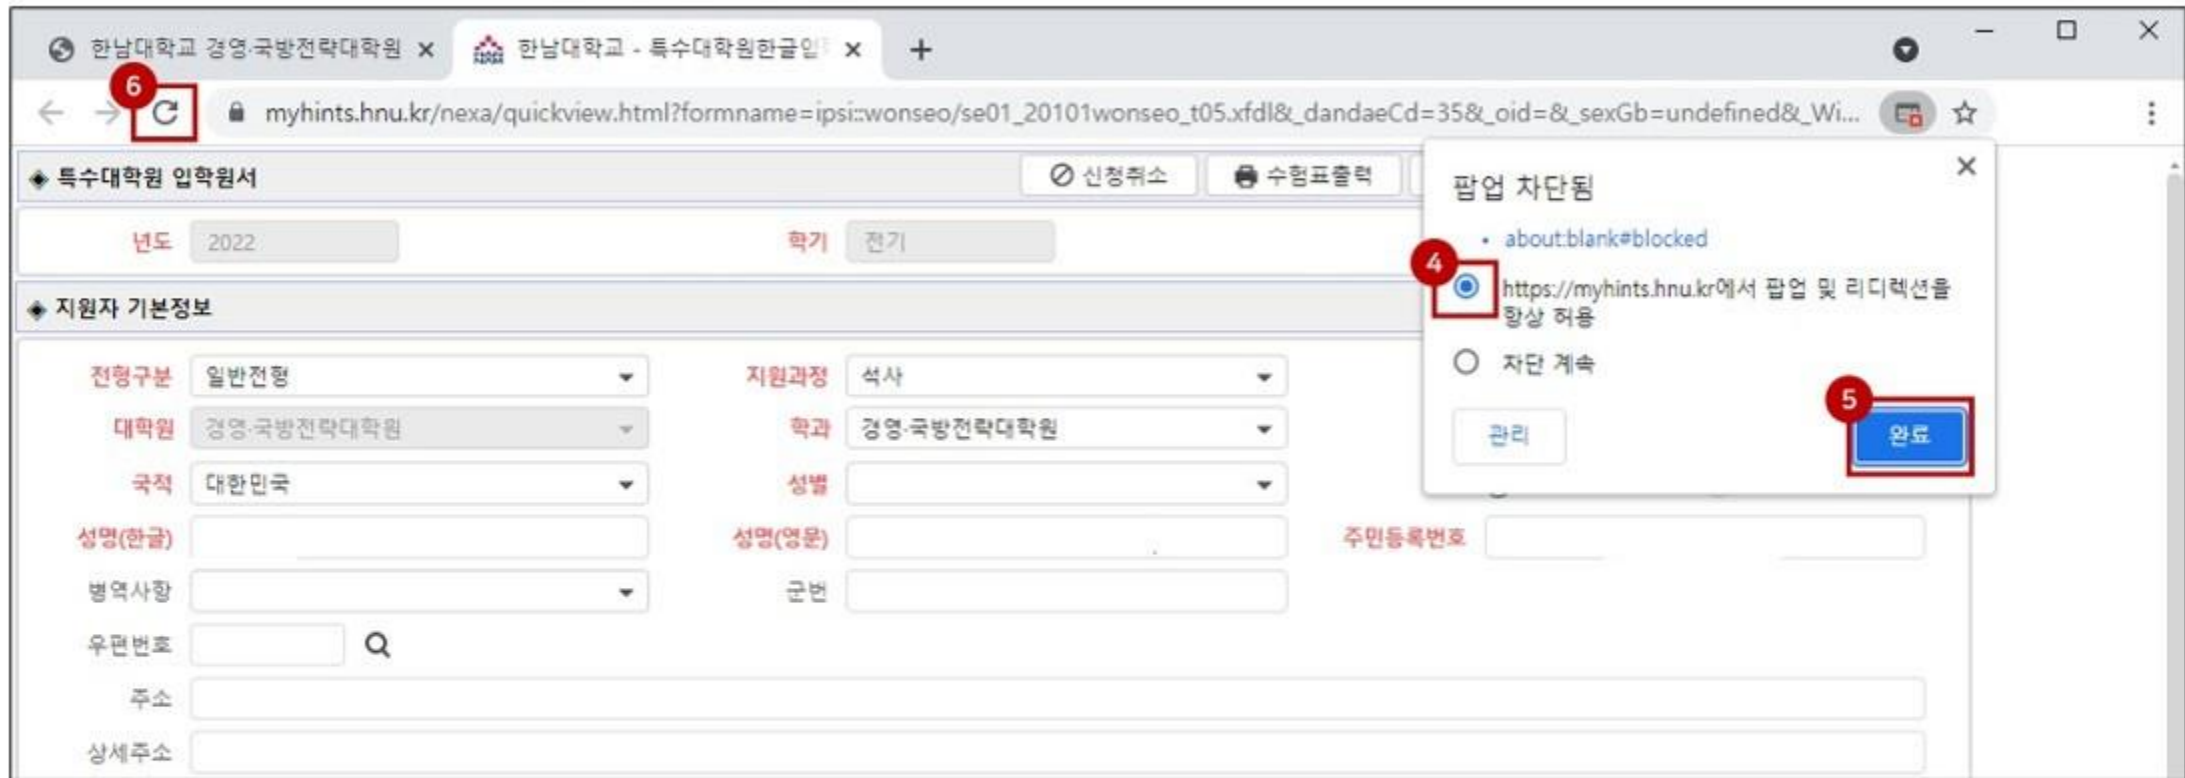 한남대학교 경영·국방전략대학원
한남대학교 - 특수대학원한글입
6
myhints.hnu.kr/nexa/quickview.html?formname=ipsi::wonseo/se01_20101wonseo_t05.xfdl&_dandaeCd=35&_oid=&_sexGb=undefined&_Wi...
◈ 특수대학원 입학원서
신청취소
수험표출력
년도 2022 학기 전기
◈ 지원자 기본정보
전형구분 일반전형 지원과정 석사
대학원 경영·국방전략대학원 학과 경영·국방전략대학원
국적 대한민국 성별
성명(한글) 성명(영문) 주민등록번호
병역사항 군번
우편번호
주소
상세주소
팝업 차단됨
• about:blank#blocked
4
https://myhints.hnu.kr에서 팝업 및 리디렉션을
항상 허용
차단 계속
5
관리 완료